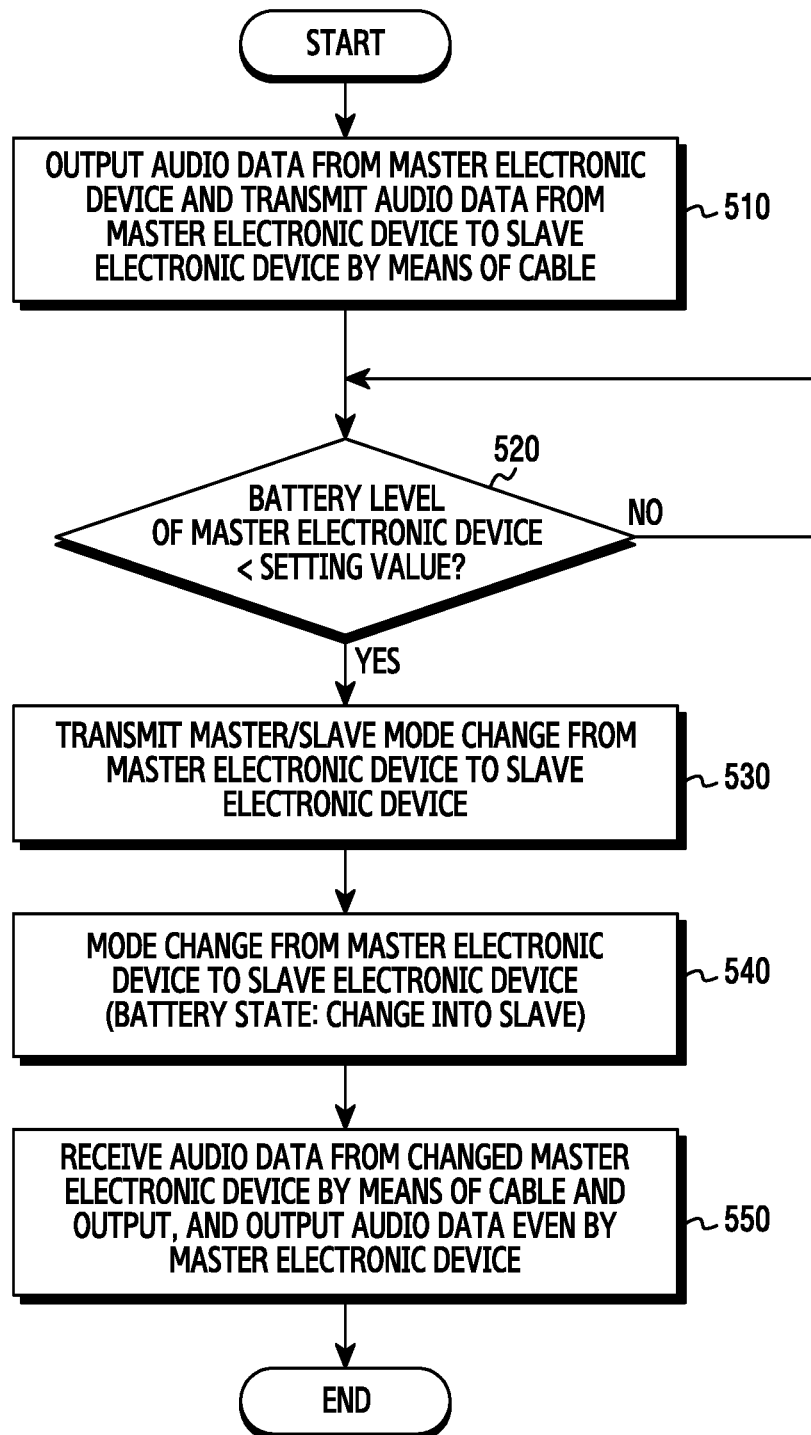 START
OUTPUT AUDIO DATA FROM MASTER ELECTRONIC
DEVICE AND TRANSMIT AUDIO DATA FROM
MASTER ELECTRONIC DEVICE TO SLAVE
ELECTRONIC DEVICE BY MEANS OF CABLE
510
520
BATTERY LEVEL
OF MASTER ELECTRONIC DEVICE
< SETTING VALUE?
NO
YES
TRANSMIT MASTER/SLAVE MODE CHANGE FROM
MASTER ELECTRONIC DEVICE TO SLAVE
ELECTRONIC DEVICE
530
MODE CHANGE FROM MASTER ELECTRONIC
DEVICE TO SLAVE ELECTRONIC DEVICE
(BATTERY STATE: CHANGE INTO SLAVE)
540
RECEIVE AUDIO DATA FROM CHANGED MASTER
ELECTRONIC DEVICE BY MEANS OF CABLE AND
OUTPUT, AND OUTPUT AUDIO DATA EVEN BY
MASTER ELECTRONIC DEVICE
550
END